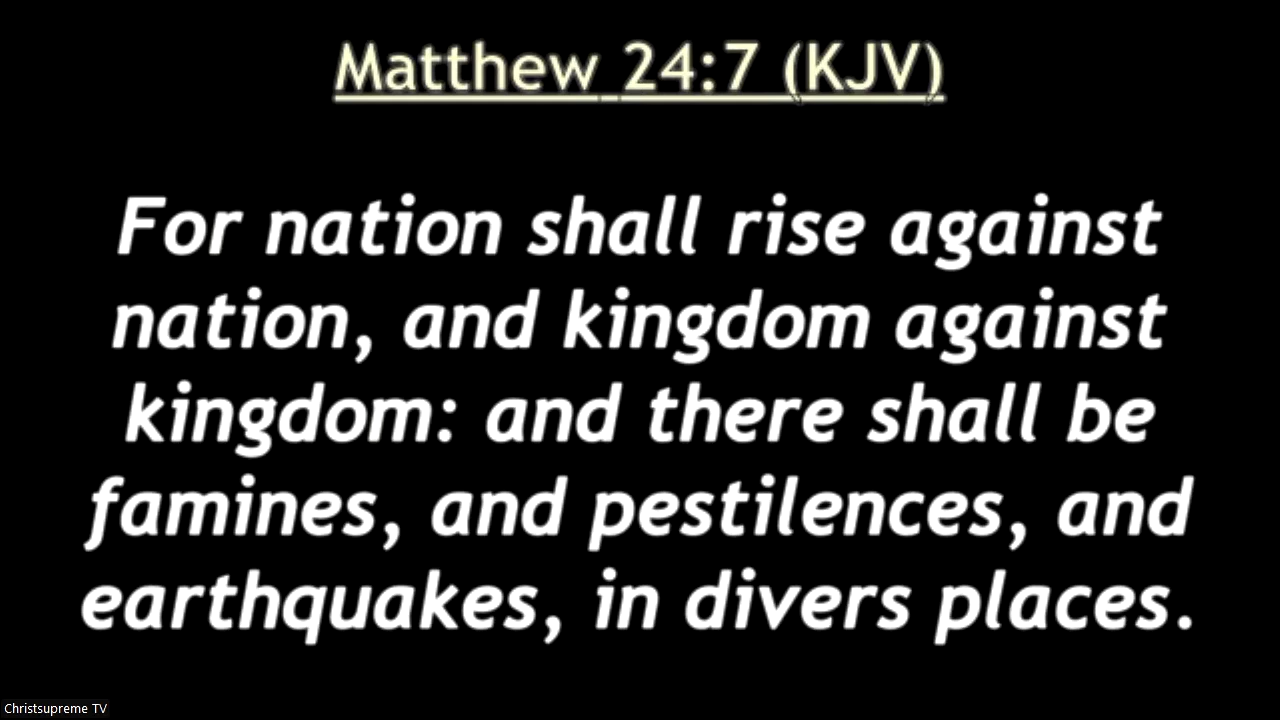 Matthew 24:7 (KJV)
For nation shall rise against
nation, and kingdom against
kingdom: and there shall be
famines, and pestilences, and
earthquakes, in divers places.
Christsupreme TV